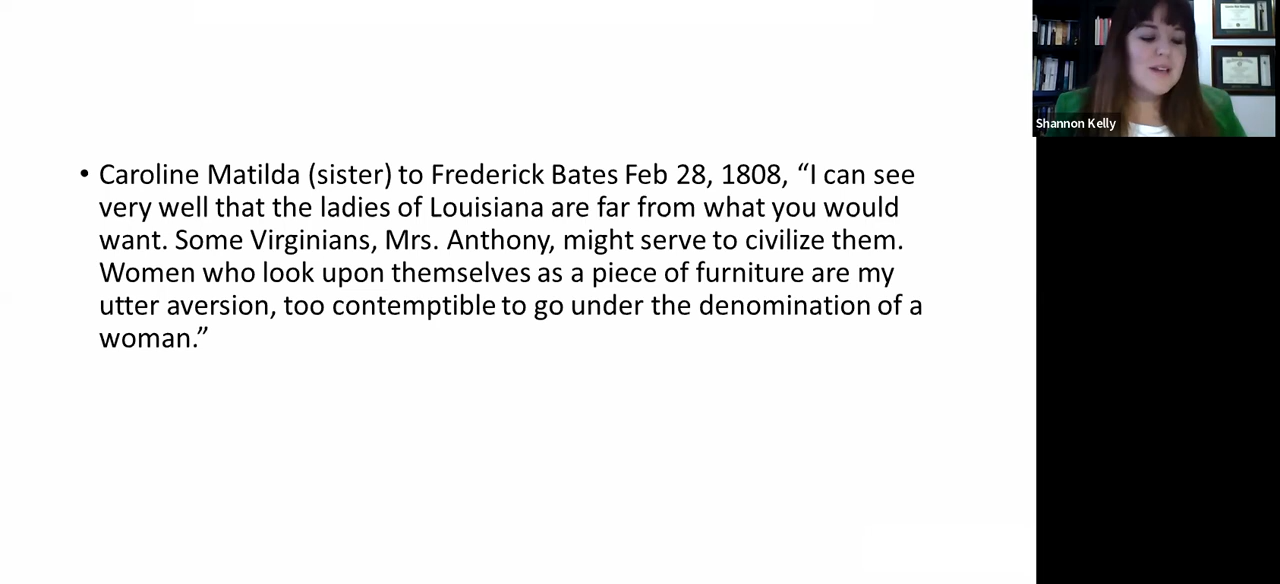 • Caroline Matilda (sister) to Frederick Bates Feb 28, 1808, “I can see
very well that the ladies of Louisiana are far from what you would
want. Some Virginians, Mrs. Anthony, might serve to civilize them.
Women who look upon themselves as a piece of furniture are my
utter aversion, too contemptible to go under the denomination of a
woman.”
Shannon Kelly